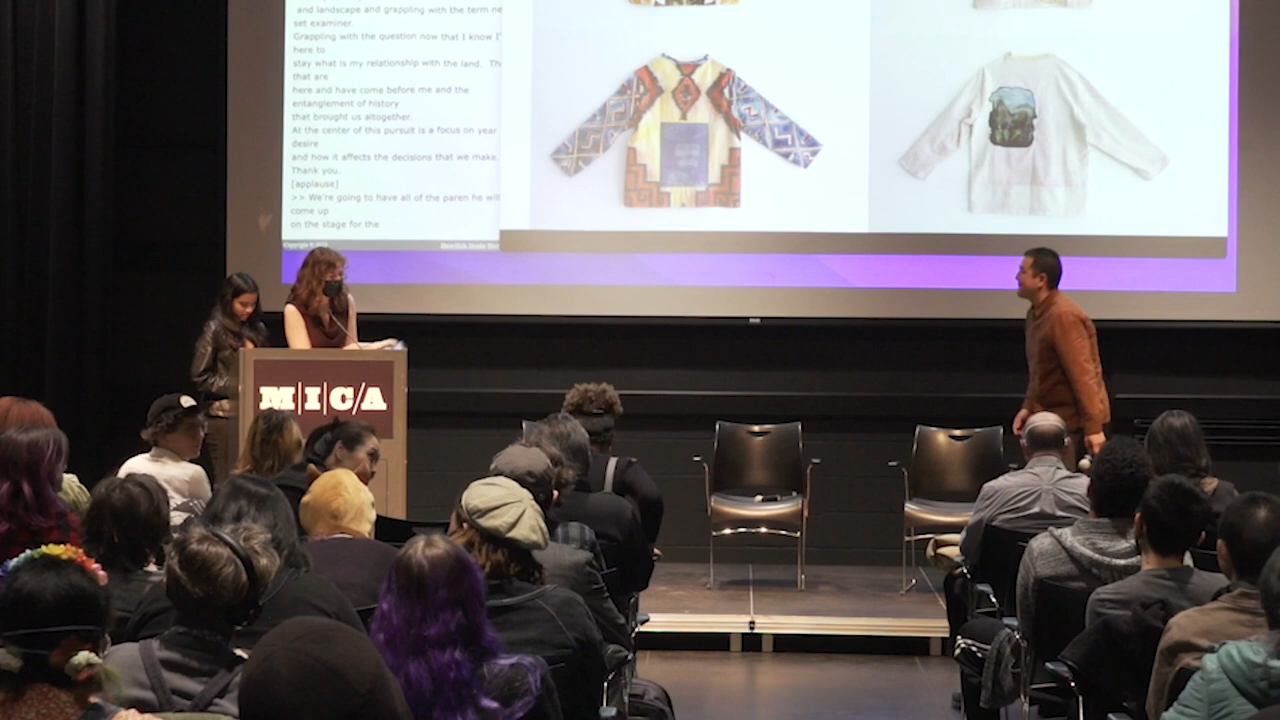 and landscape and grappling with the term ne
set examiner.
Grappling with the question now that I know I'
here to
stay what is my relationship with the land. Th
that are
here and have come before me and the
entanglement of history
that brought us altogether.
At the center of this pursuit is a focus on year
desire
and how it affects the decisions that we make.
Thank you.
[applause]
>> We're going to have all of the paren he will
come up
on the stage for the
M|I|C/A